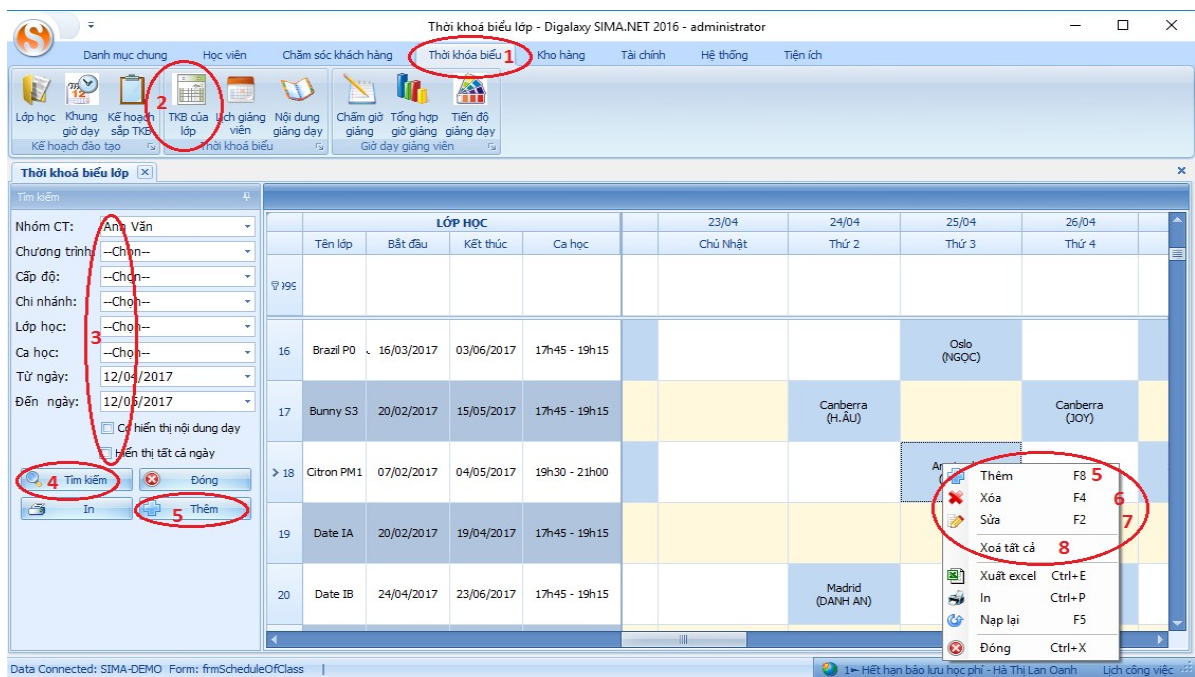 Thời khoá biểu lớp - Digalaxy SIMA.NET 2016 - administrator
S
Danh mục chung Học viên Chăm sóc khách hàng Thời khóa biểu 1 Kho hàng Tài chính Hệ thống Tiện ích
2
Lớp học Khung giờ dạy Kế hoạch sắp TKB TKB của lớp Lịch giảng viên Nội dung giảng dạy Chấm giờ giảng Tổng hợp giờ giảng Tiến độ giảng dạy
Kế hoạch đào tạo Thời khoá biểu Giờ dạy giảng viên
Thời khoá biểu lớp
Tìm kiếm
Nhóm CT: Anh Văn
Chương trình: --Chọn--
Cấp độ: --Chọn--
Chi nhánh: --Chọn--
Lớp học: --Chọn--
3
Ca học: --Chọn--
Từ ngày: 12/04/2017
Đến ngày: 12/05/2017
Có hiển thị nội dung dạy
Hiển thị tất cả ngày
4 Tìm kiếm Đóng
In 5 Thêm
LỚP HỌC 23/04 24/04 25/04 26/04
Tên lớp Bắt đầu Kết thúc Ca học Chủ Nhật Thứ 2 Thứ 3 Thứ 4
16 Brazil P0 16/03/2017 03/06/2017 17h45 - 19h15 Oslo (NGỌC)
17 Bunny S3 20/02/2017 15/05/2017 17h45 - 19h15 Canberra (H.ÂU) Canberra (JOY)
18 Citron PM1 07/02/2017 04/05/2017 19h30 - 21h00
19 Date IA 20/02/2017 19/04/2017 17h45 - 19h15
20 Date IB 24/04/2017 23/06/2017 17h45 - 19h15 Madrid (DANH AN)
Thêm F8 5
Xóa F4 6
Sửa F2 7
Xoá tất cả 8
Xuất excel Ctrl+E
In Ctrl+P
Nạp lại F5
Đóng Ctrl+X
Data Connected: SIMA-DEMO Form: frmScheduleOfClass | 1 Hết hạn bảo lưu học phí - Hà Thị Lan Oanh Lịch công việc